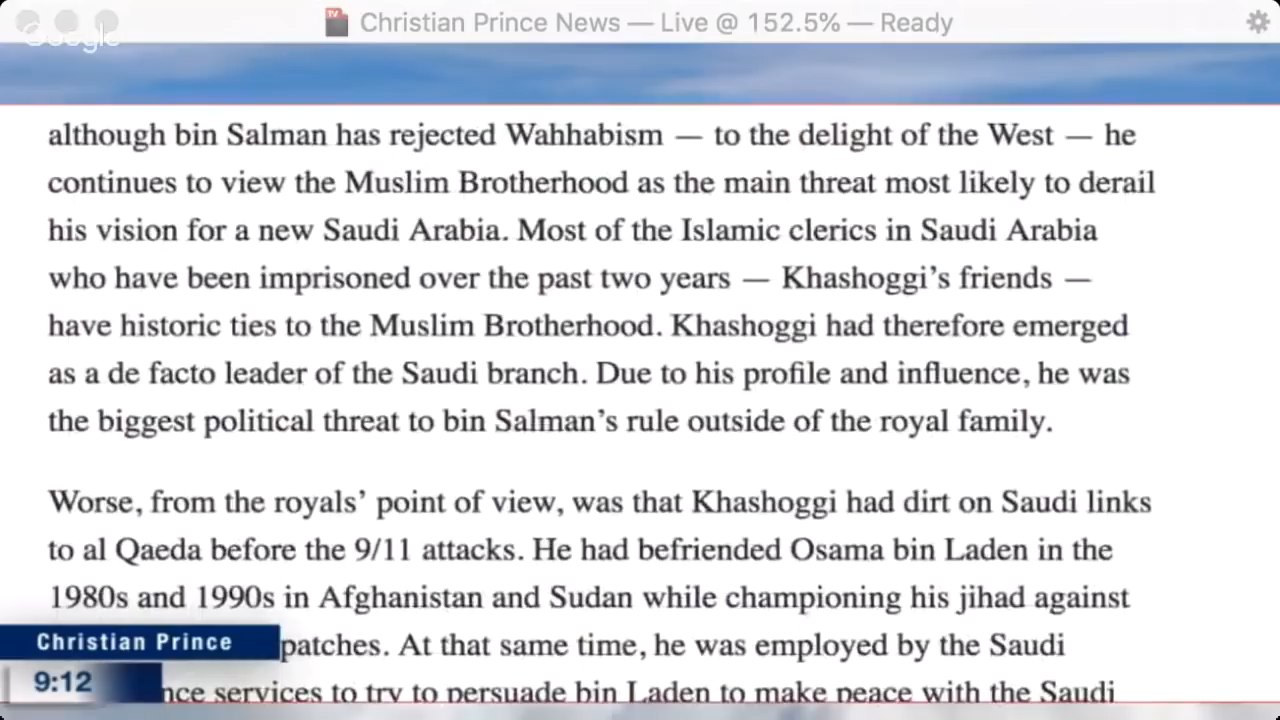 Christian Prince News — Live @ 152.5% — Ready
Google
although bin Salman has rejected Wahhabism — to the delight of the West — he
continues to view the Muslim Brotherhood as the main threat most likely to derail
his vision for a new Saudi Arabia. Most of the Islamic clerics in Saudi Arabia
who have been imprisoned over the past two years — Khashoggi’s friends —
have historic ties to the Muslim Brotherhood. Khashoggi had therefore emerged
as a de facto leader of the Saudi branch. Due to his profile and influence, he was
the biggest political threat to bin Salman’s rule outside of the royal family.
Worse, from the royals’ point of view, was that Khashoggi had dirt on Saudi links
to al Qaeda before the 9/11 attacks. He had befriended Osama bin Laden in the
1980s and 1990s in Afghanistan and Sudan while championing his jihad against
patches. At that same time, he was employed by the Saudi
nce services to try to persuade bin Laden to make peace with the Saudi
Christian Prince
9:12